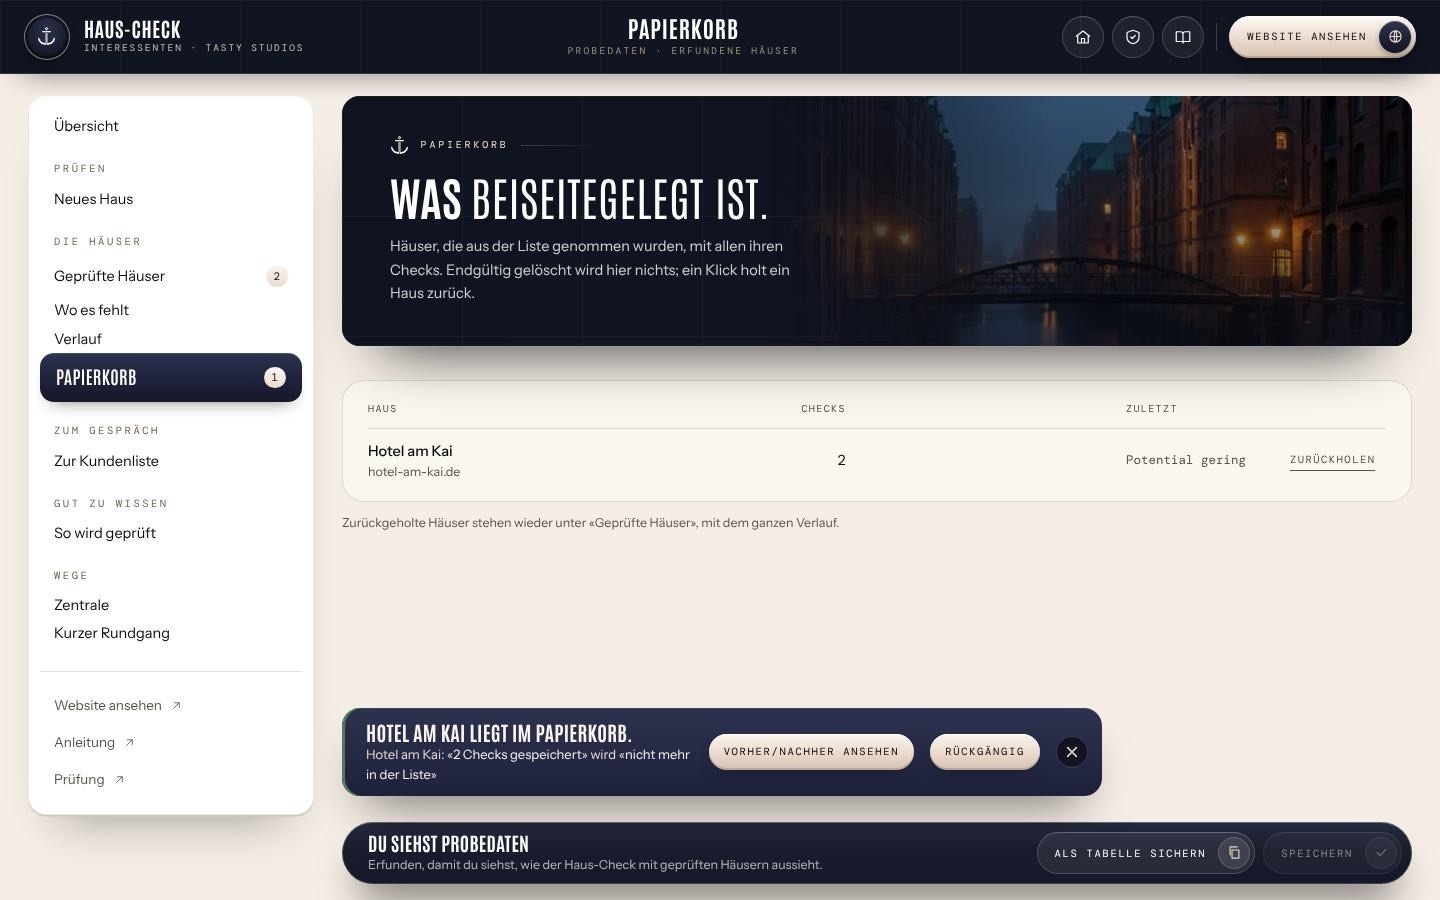 HAUS-CHECK
INTERESSENTEN · TASTY STUDIOS
PAPIERKORB
PROBEDATEN · ERFUNDENE HÄUSER
WEBSITE ANSEHEN
Übersicht
PRÜFEN
Neues Haus
DIE HÄUSER
Geprüfte Häuser 2
Wo es fehlt
Verlauf
PAPIERKORB 1
ZUM GESPRÄCH
Zur Kundenliste
GUT ZU WISSEN
So wird geprüft
WEGE
Zentrale
Kurzer Rundgang
Website ansehen
Anleitung
Prüfung
PAPIERKORB
WAS BEISEITEGELEGT IST.
Häuser, die aus der Liste genommen wurden, mit allen ihren
Checks. Endgültig gelöscht wird hier nichts; ein Klick holt ein
Haus zurück.
HAUS CHECKS ZULETZT
Hotel am Kai
hotel-am-kai.de
2 Potential gering ZURÜCKHOLEN
Zurückgeholte Häuser stehen wieder unter «Geprüfte Häuser», mit dem ganzen Verlauf.
HOTEL AM KAI LIEGT IM PAPIERKORB.
Hotel am Kai: «2 Checks gespeichert» wird «nicht mehr
in der Liste»
VORHER/NACHHER ANSEHEN
RÜCKGÄNGIG
DU SIEHST PROBEDATEN
Erfunden, damit du siehst, wie der Haus-Check mit geprüften Häusern aussieht.
ALS TABELLE SICHERN
SPEICHERN